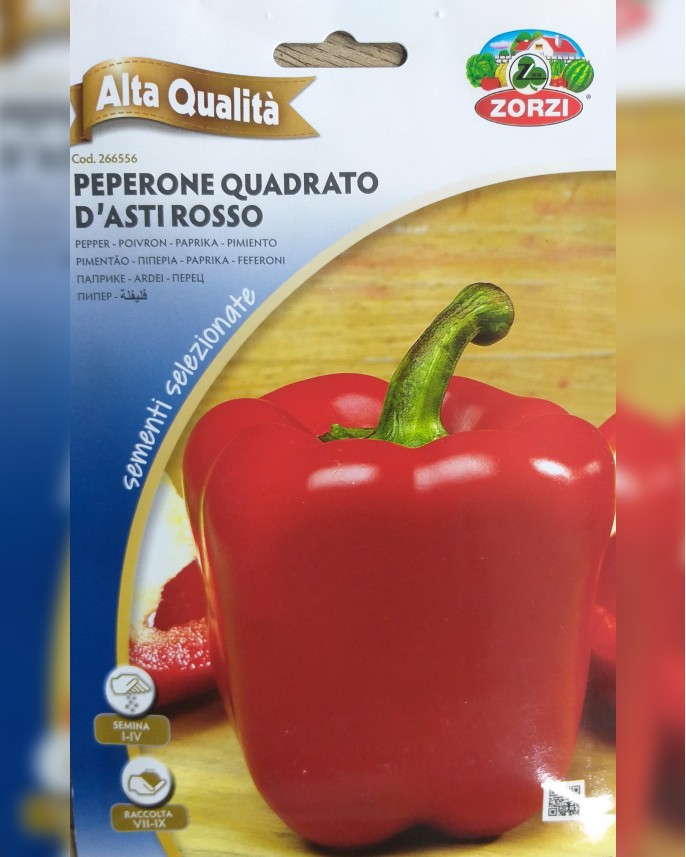 Alta Qualità
ZORZI
Cod. 266556
PEPERONE QUADRATO
D'ASTI ROSSO
PEPPER - POIVRON - PAPRIKA - PIMIENTO
PIMENTÃO - ΠΙΠΕΡΙΑ - PAPRIKA - FEFERONI
ПАПРИКЕ - ARDEI - ПЕРЕЦ
ПИПЕР - فليفلة
sementi selezionate
SEMINA
I-IV
RACCOLTA
VII-IX